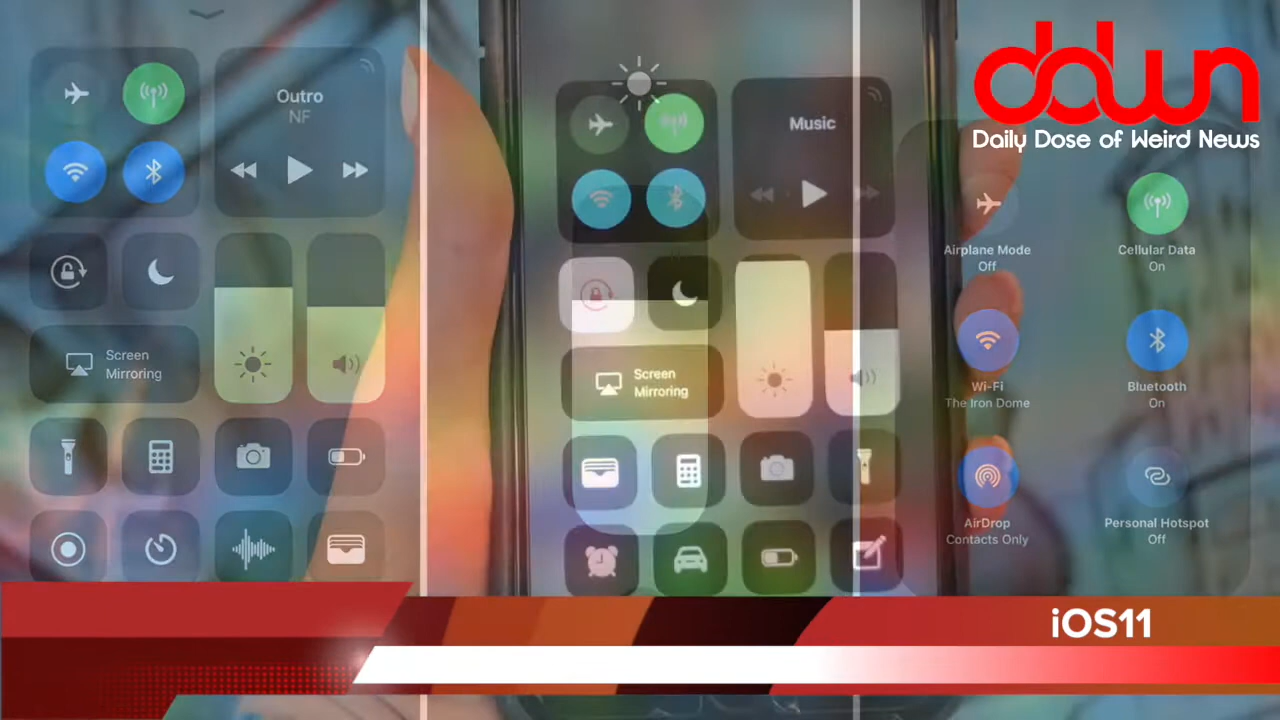 Outro
NF
Screen
Mirroring
Music
Screen
Mirroring
ddwn
Daily Dose of Weird News
Airplane Mode
Off
Cellular Data
On
Wi-Fi
The Iron Dome
Bluetooth
On
AirDrop
Contacts Only
Personal Hotspot
Off
iOS11